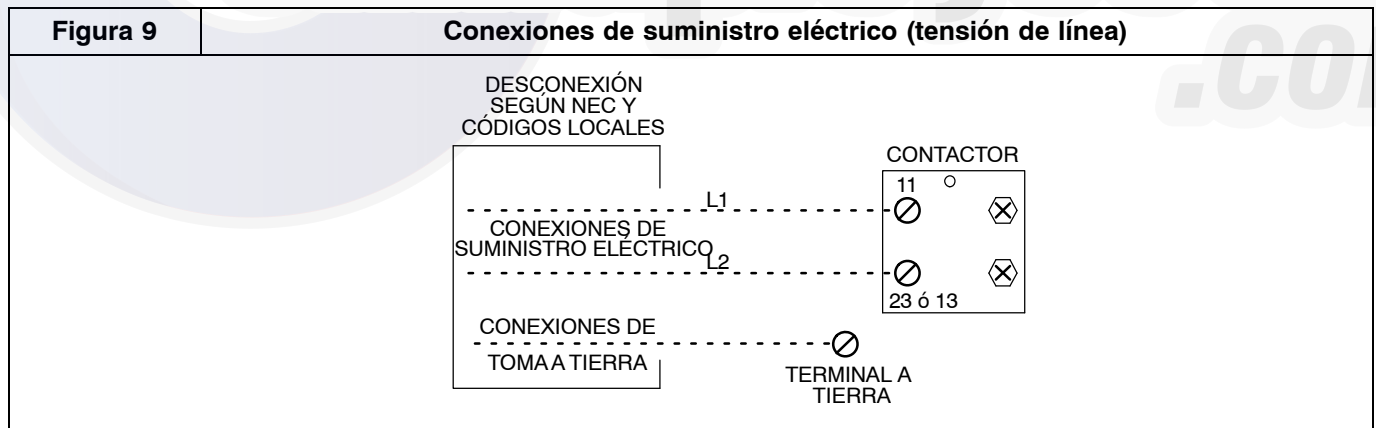 Figura 9
Conexiones de suministro eléctrico (tensión de línea)
DESCONEXIÓN
SEGÚN NEC Y
CÓDIGOS LOCALES
CONTACTOR
11
L1
CONEXIONES DE
SUMINISTRO ELÉCTRICO
L2
23 ó 13
CONEXIONES DE
TOMA A TIERRA
TERMINAL A
TIERRA